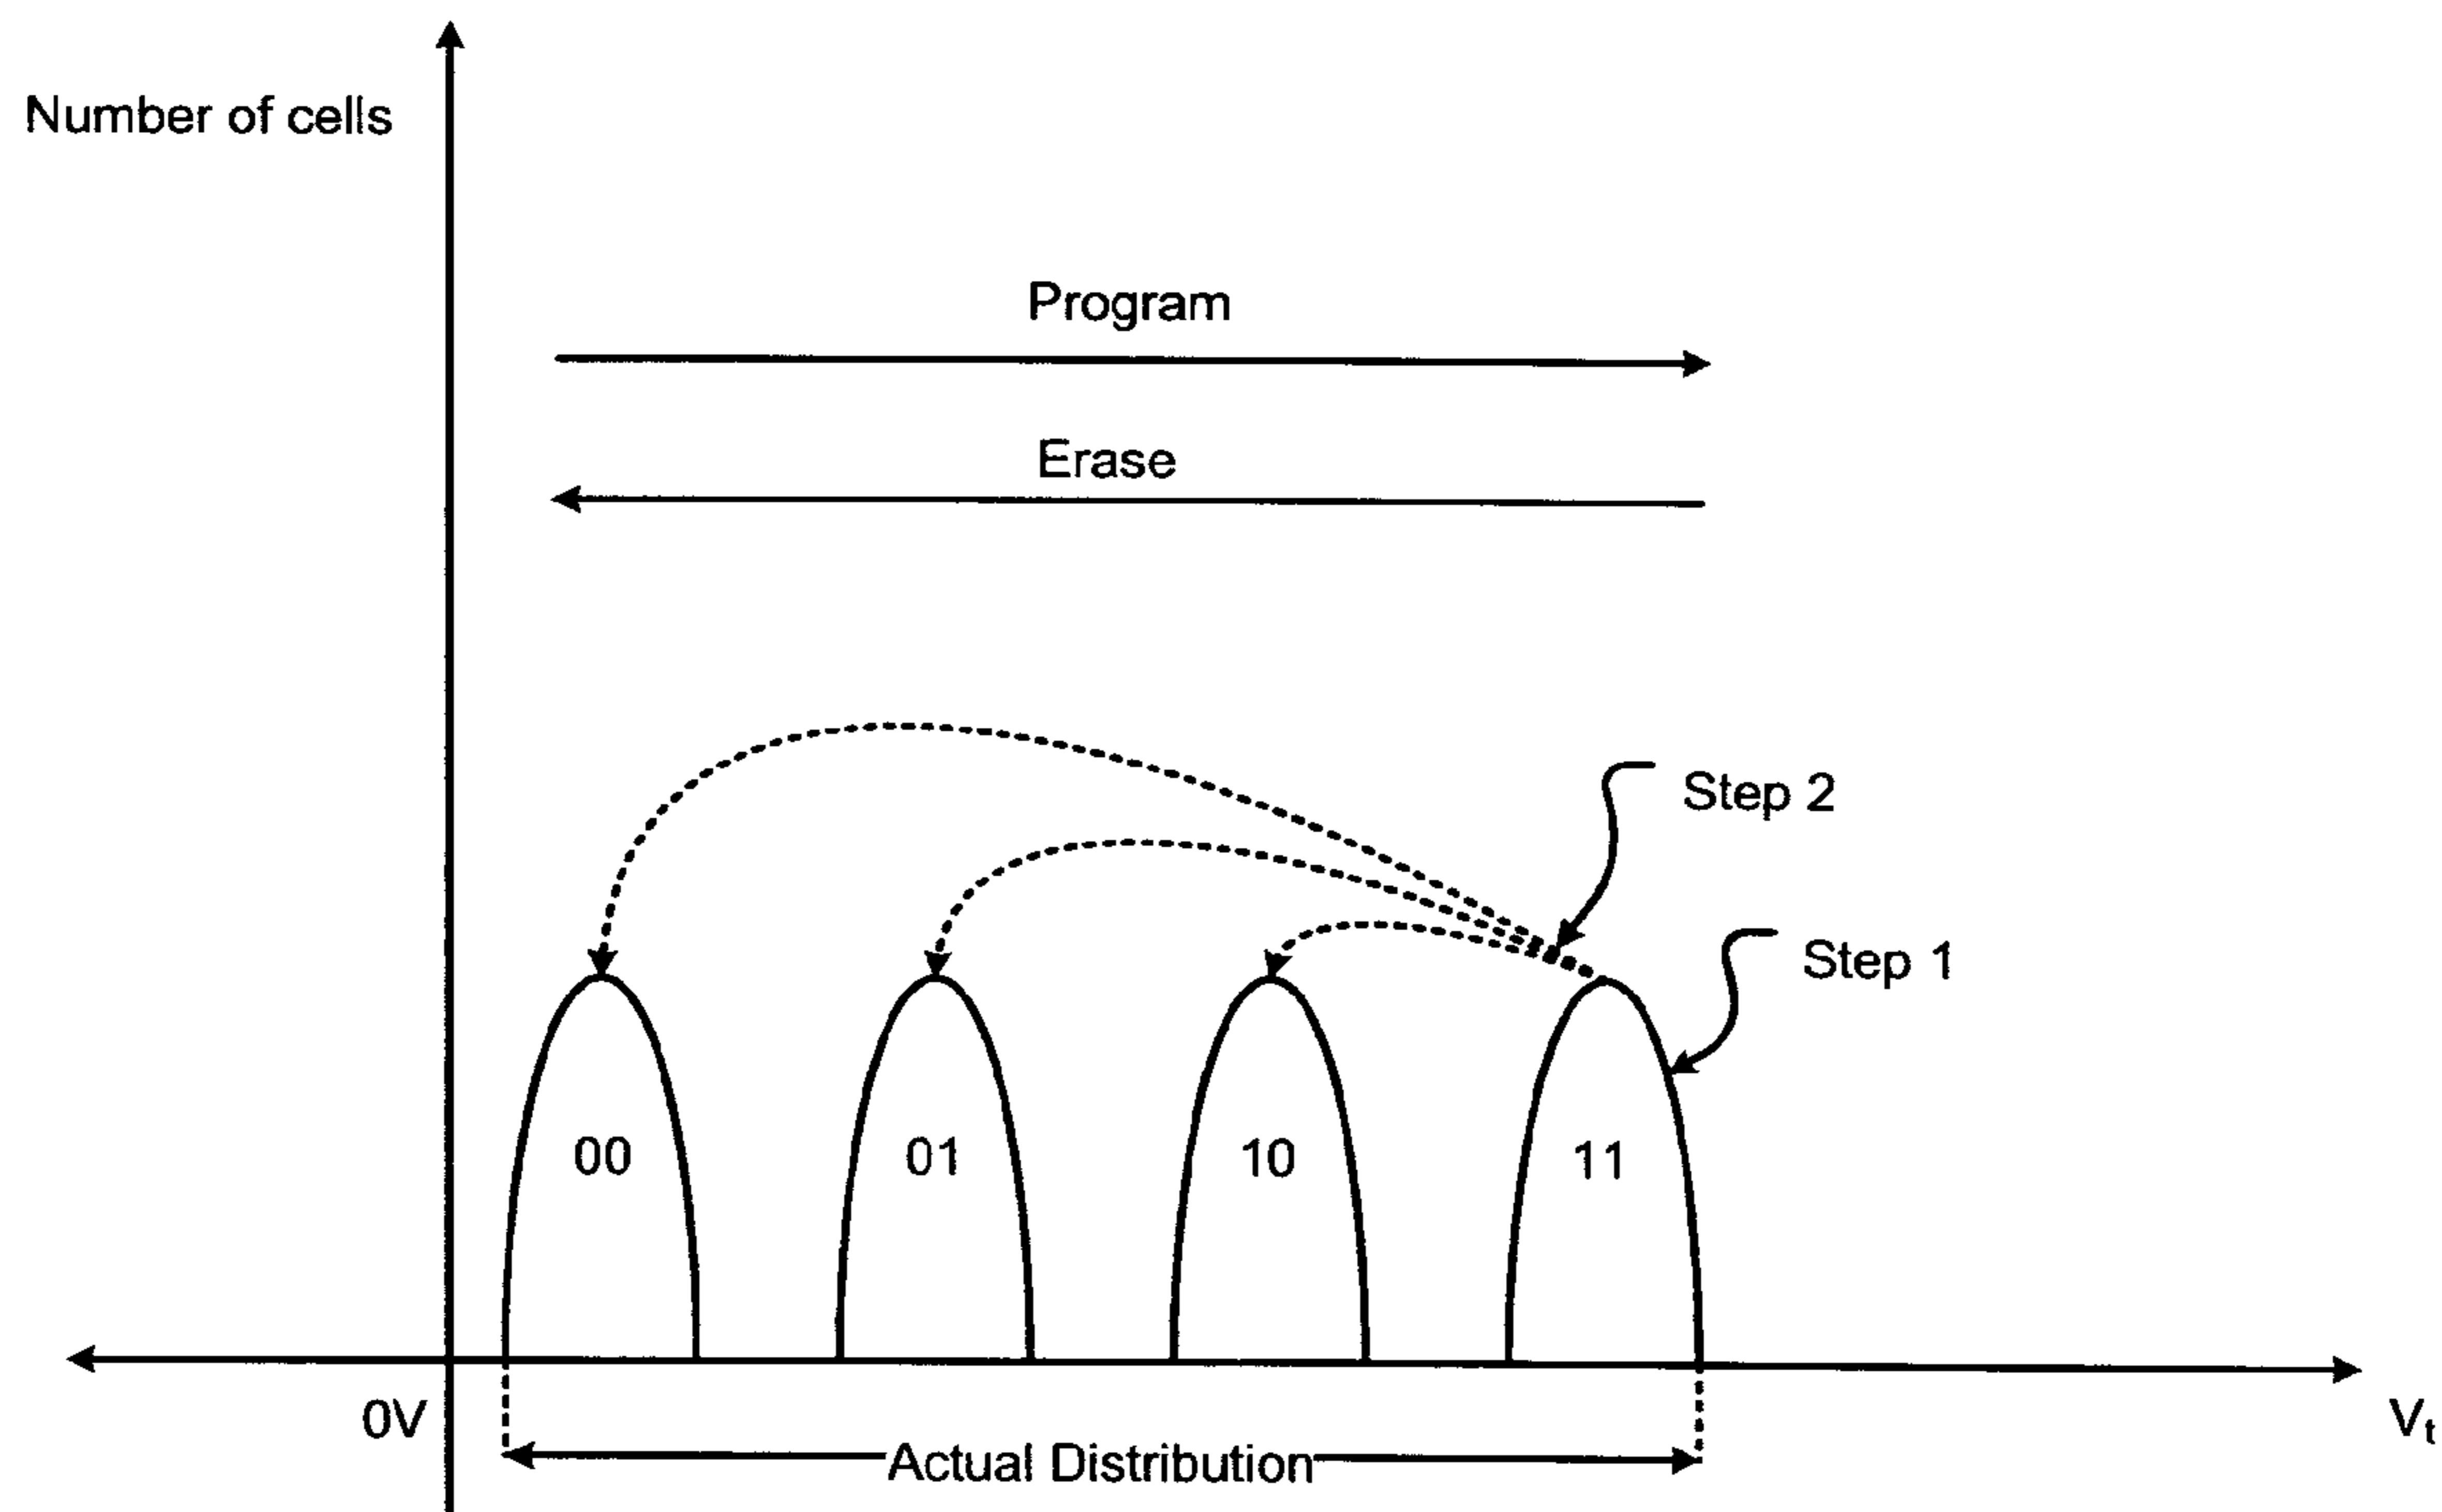 Number of cells
Program
Erase
Step 2
Step 1
00
01
10
11
0V
Vt
Actual Distribution